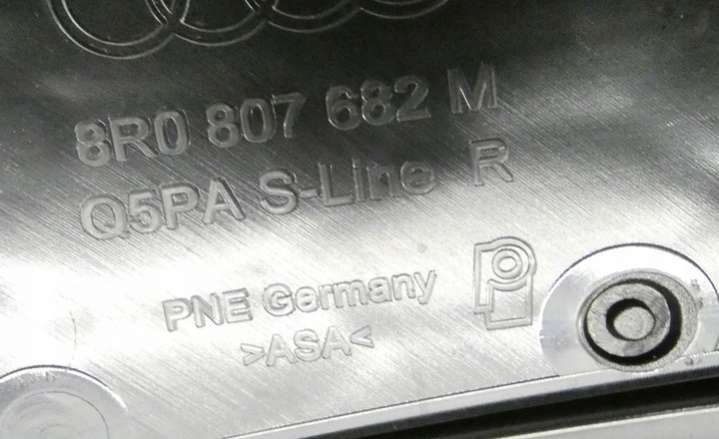 8R0 807 682 M
Q5PA S-Line R
PNE Germany
>ASA<